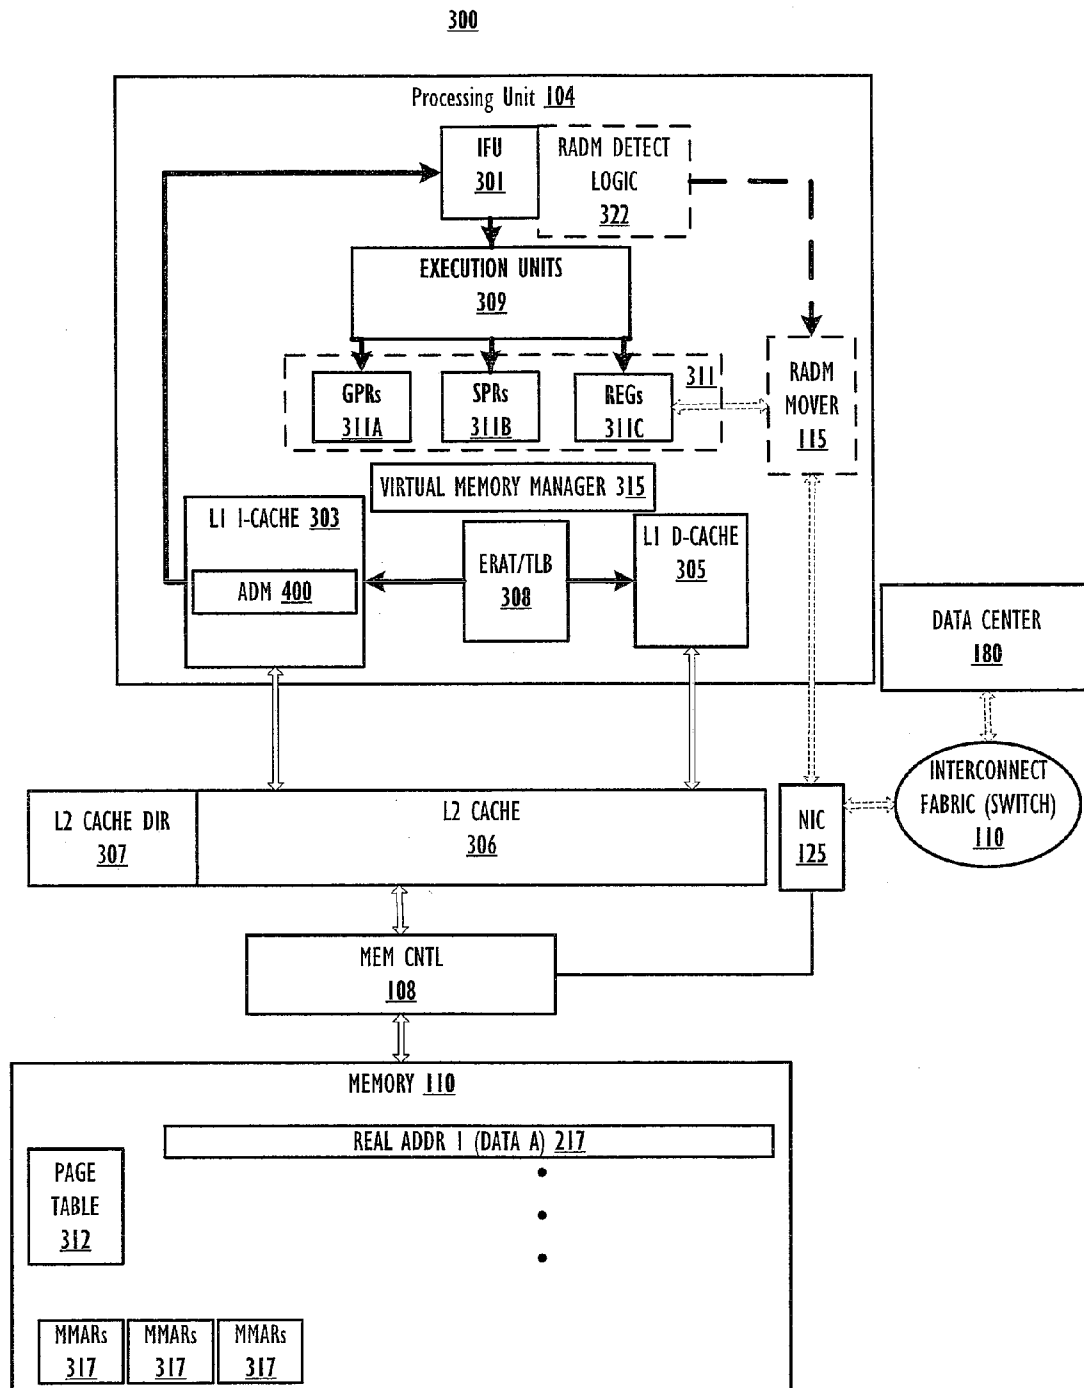 300
Processing Unit 104
IFU
301
RADM DETECT
LOGIC
322
EXECUTION UNITS
309
311
GPRs
311A
SPRs
311B
REGs
311C
RADM
MOVER
115
VIRTUAL MEMORY MANAGER 315
L1 I-CACHE 303
ADM 400
ERAT/TLB
308
L1 D-CACHE
305
DATA CENTER
180
INTERCONNECT
FABRIC (SWITCH)
110
L2 CACHE DIR
307
L2 CACHE
306
NIC
125
MEM CNTL
108
MEMORY 110
REAL ADDR 1 (DATA A) 217
PAGE
TABLE
312
MMARs
317
MMARs
317
MMARs
317